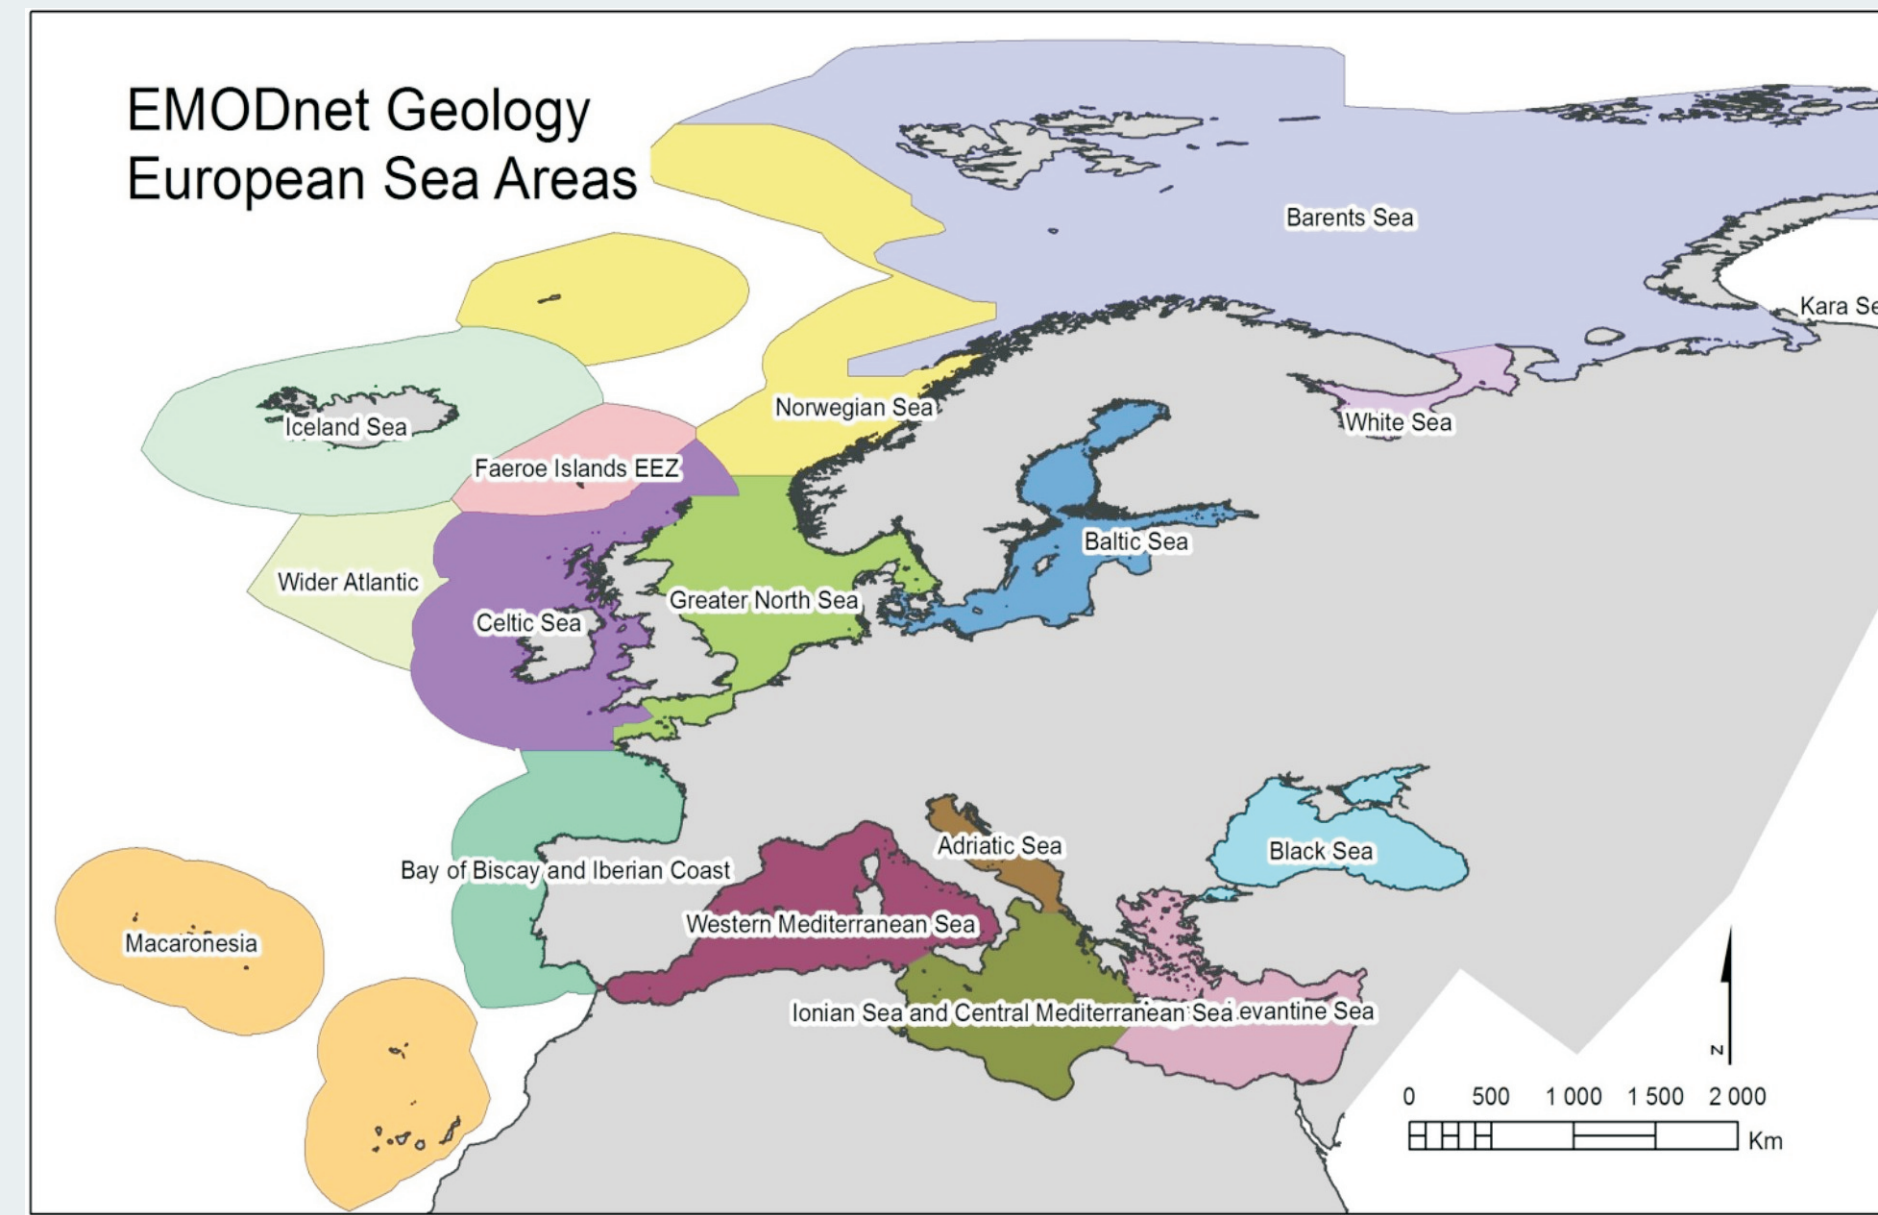 EMODnet Geology
European Sea Areas
Barents Sea
Kara Se
Iceland Sea
Norwegian Sea
White Sea
Faeroe Islands EEZ
Baltic Sea
Wider Atlantic
Greater North Sea
Celtic Sea
Adriatic Sea
Black Sea
Bay of Biscay and Iberian Coast
Western Mediterranean Sea
Macaronesia
Ionian Sea and Central Mediterranean Sea
evantine Sea
N
0 500 1 000 1 500 2 000
Km